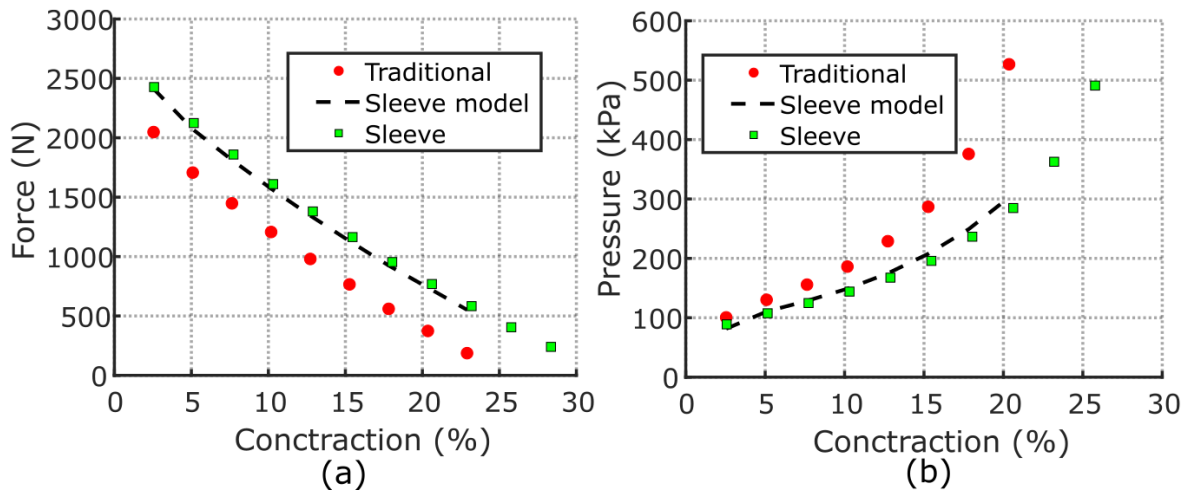 3000
2500
2000
1500
1000
500
0
Force (N)
Traditional
Sleeve model
Sleeve
0 5 10 15 20 25 30
Conctraction (%)
(a)
600
500
400
300
200
100
0
Pressure (kPa)
Traditional
Sleeve model
Sleeve
0 5 10 15 20 25 30
Conctraction (%)
(b)